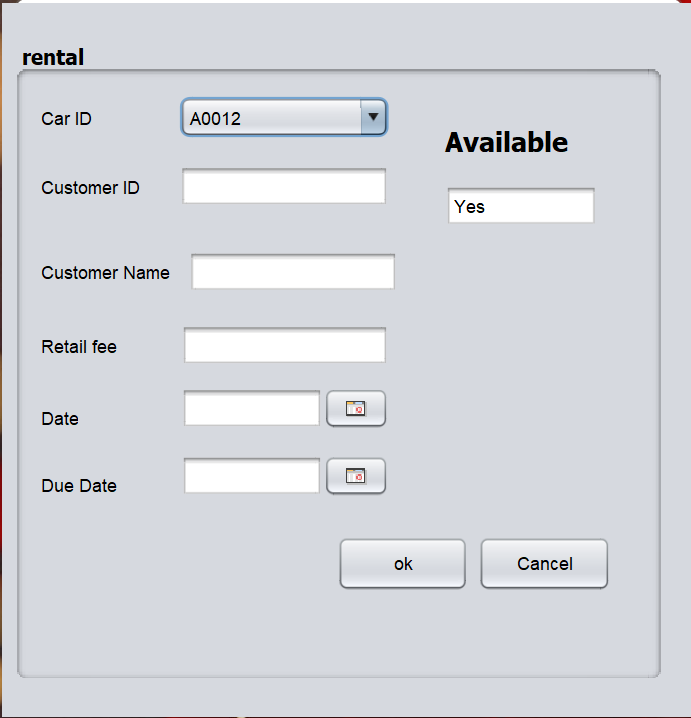 rental
Car ID
A0012
Available
Customer ID
Yes
Customer Name
Retail fee
Date
Due Date
ok
Cancel